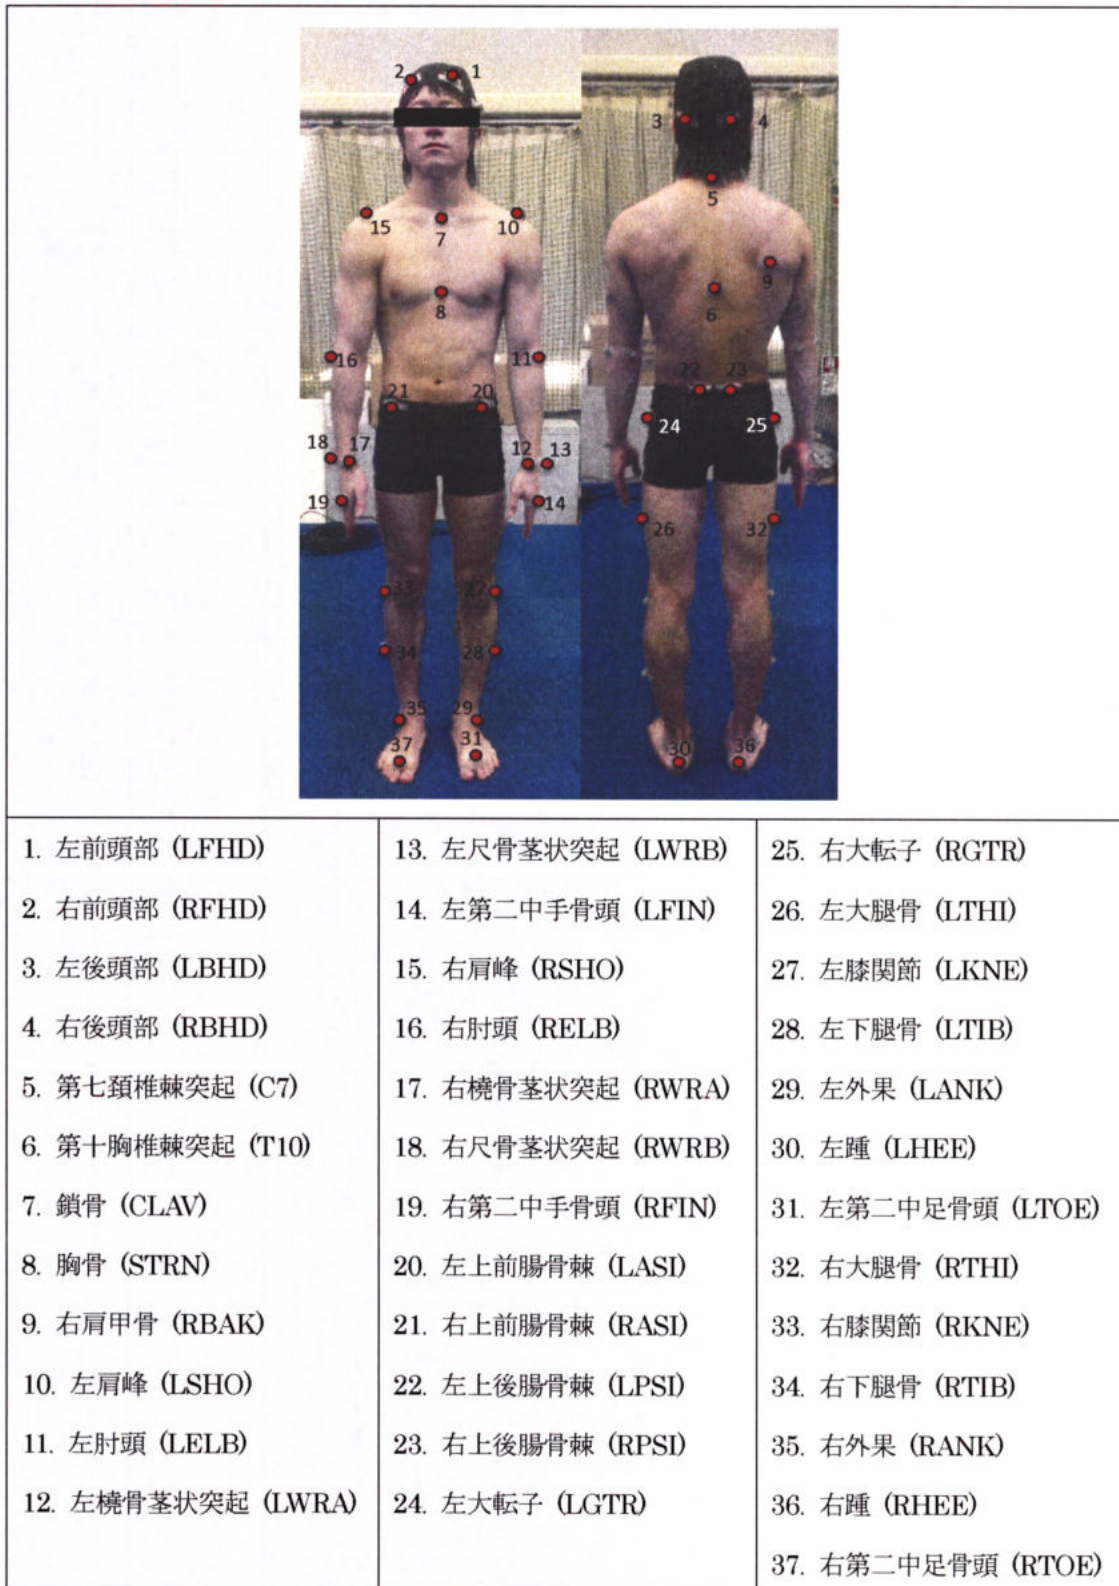 2 1
3 4
5
15 7 10
9
8 6
16 11
22 23
21 20
24 25
18 17 12 13
19 14
26 32
33 27
34 28
35 29
37 31 30 36
1. 左前頭部 (LFHD)
2. 右前頭部 (RFHD)
3. 左後頭部 (LBHD)
4. 右後頭部 (RBHD)
5. 第七頚椎棘突起 (C7)
6. 第十胸椎棘突起 (T10)
7. 鎖骨 (CLAV)
8. 胸骨 (STRN)
9. 右肩甲骨 (RBAK)
10. 左肩峰 (LSHO)
11. 左肘頭 (LELB)
12. 左橈骨茎状突起 (LWRA)
13. 左尺骨茎状突起 (LWRB)
14. 左第二中手骨頭 (LFIN)
15. 右肩峰 (RSHO)
16. 右肘頭 (RELB)
17. 右橈骨茎状突起 (RWRA)
18. 右尺骨茎状突起 (RWRB)
19. 右第二中手骨頭 (RFIN)
20. 左上前腸骨棘 (LASI)
21. 右上前腸骨棘 (RASI)
22. 左上後腸骨棘 (LPSI)
23. 右上後腸骨棘 (RPSI)
24. 左大転子 (LGTR)
25. 右大転子 (RGTR)
26. 左大腿骨 (LTHI)
27. 左膝関節 (LKNE)
28. 左下腿骨 (LTIB)
29. 左外果 (LANK)
30. 左踵 (LHEE)
31. 左第二中足骨頭 (LTOE)
32. 右大腿骨 (RTHI)
33. 右膝関節 (RKNE)
34. 右下腿骨 (RTIB)
35. 右外果 (RANK)
36. 右踵 (RHEE)
37. 右第二中足骨頭 (RTOE)